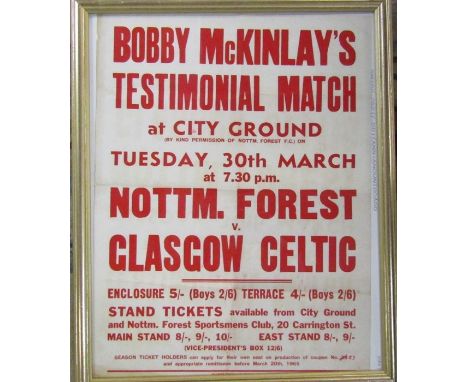 BOBBY McKINLAY'S
TESTIMONIAL MATCH
at CITY GROUND
(BY KIND PERMISSION OF NOTTM. FOREST F.C.) ON
TUESDAY, 30th MARCH
at 7.30 p.m.
NOTTM. FOREST
v.
GLASGOW CELTIC
ENCLOSURE 5/- (Boys 2/6) TERRACE 4/- (Boys 2/6)
STAND TICKETS available from City Ground
and Nottm. Forest Sportsmens Club, 20 Carrington St.
MAIN STAND 8/-, 9/-, 10/- EAST STAND 8/-, 9/-
(VICE-PRESIDENT'S BOX 12/6)
SEASON TICKET HOLDERS can apply for their own seat on production of coupon No.
and appropriate remittance before March 20th, 1965